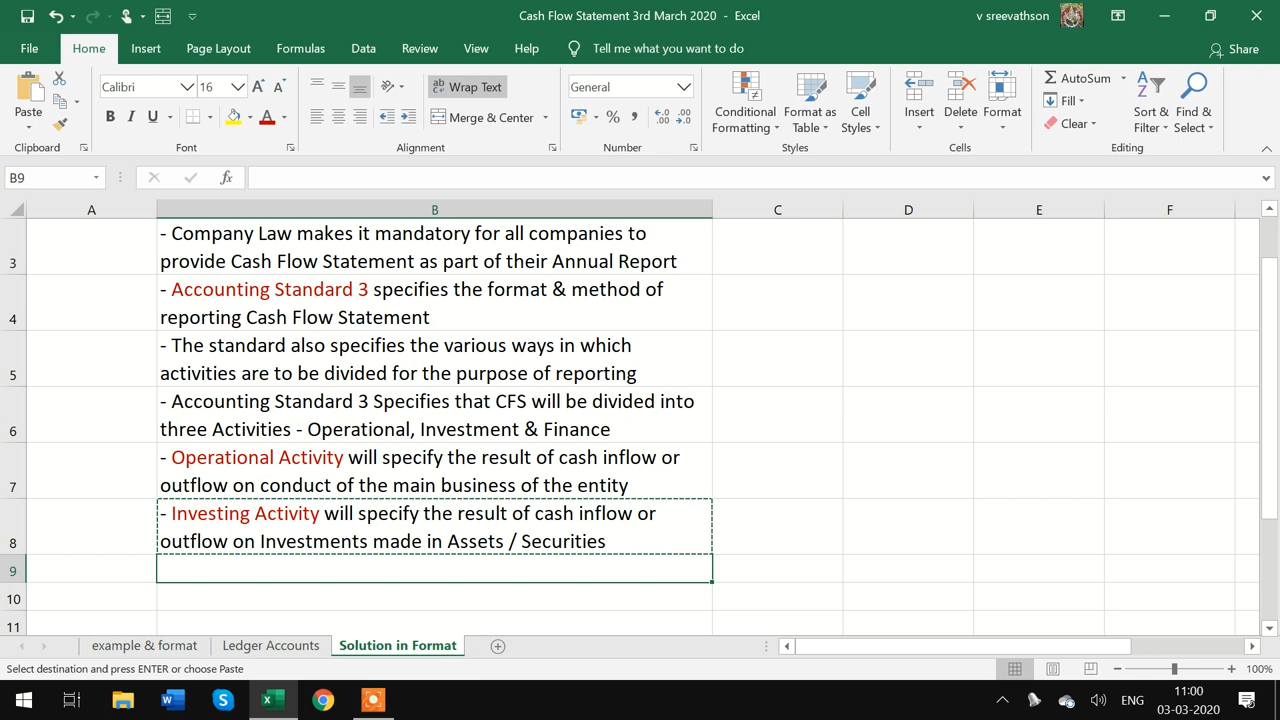 Cash Flow Statement 3rd March 2020 - Excel
v sreevathson
File Home Insert Page Layout Formulas Data Review View Help Tell me what you want to do Share
Calibri 16 Wrap Text General AutoSum
Fill
Clear
Paste B I U Merge & Center % , Conditional Formatting Format as Table Cell Styles Insert Delete Format Sort & Filter Find & Select
Clipboard Font Alignment Number Styles Cells Editing
B9 fx
A B C D E F
3 - Company Law makes it mandatory for all companies to
provide Cash Flow Statement as part of their Annual Report
4 - Accounting Standard 3 specifies the format & method of
reporting Cash Flow Statement
5 - The standard also specifies the various ways in which
activities are to be divided for the purpose of reporting
6 - Accounting Standard 3 Specifies that CFS will be divided into
three Activities - Operational, Investment & Finance
7 - Operational Activity will specify the result of cash inflow or
outflow on conduct of the main business of the entity
8 - Investing Activity will specify the result of cash inflow or
outflow on Investments made in Assets / Securities
9
10
11
example & format Ledger Accounts Solution in Format
Select destination and press ENTER or choose Paste 100%
ENG 11:00
03-03-2020